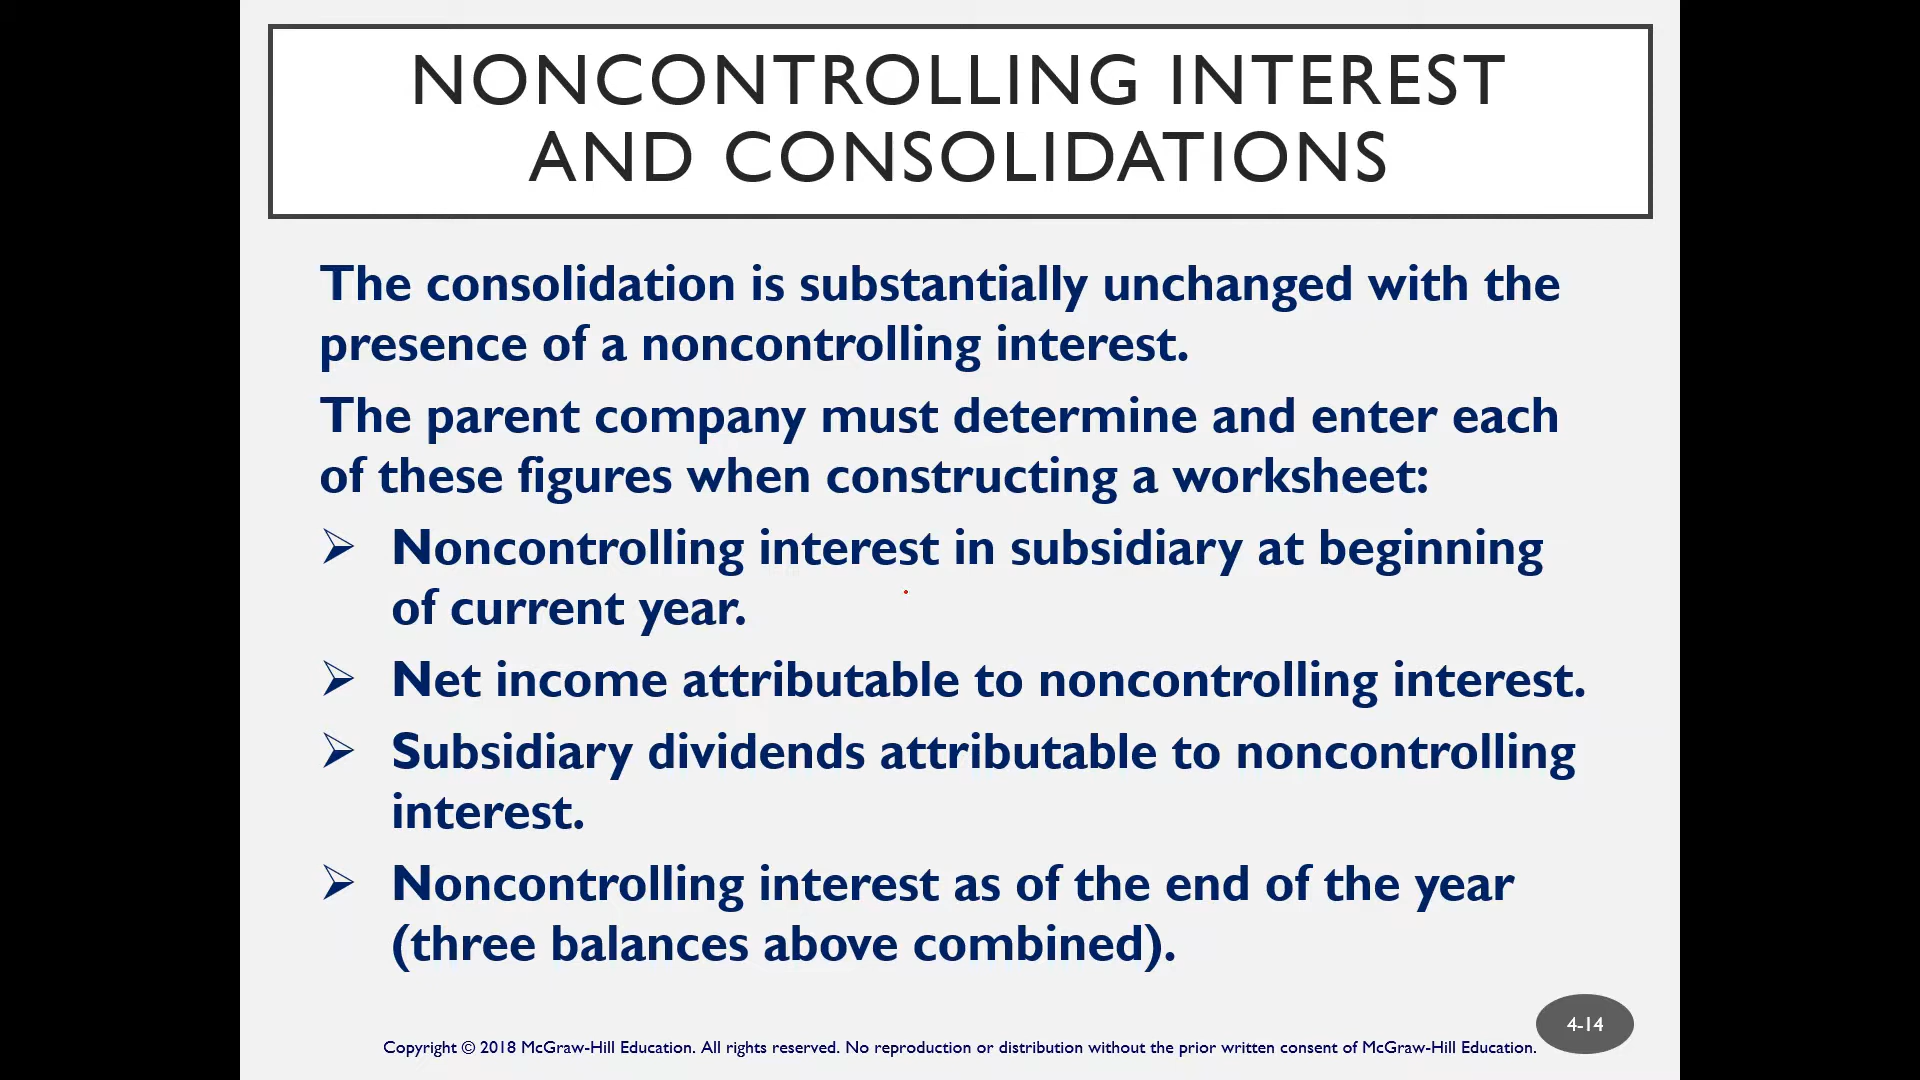 NONCONTROLLING INTEREST
AND CONSOLIDATIONS
The consolidation is substantially unchanged with the
presence of a noncontrolling interest.
The parent company must determine and enter each
of these figures when constructing a worksheet:
➢ Noncontrolling interest in subsidiary at beginning
of current year.
➢ Net income attributable to noncontrolling interest.
➢ Subsidiary dividends attributable to noncontrolling
interest.
➢ Noncontrolling interest as of the end of the year
(three balances above combined).
4-14
Copyright © 2018 McGraw-Hill Education. All rights reserved. No reproduction or distribution without the prior written consent of McGraw-Hill Education.